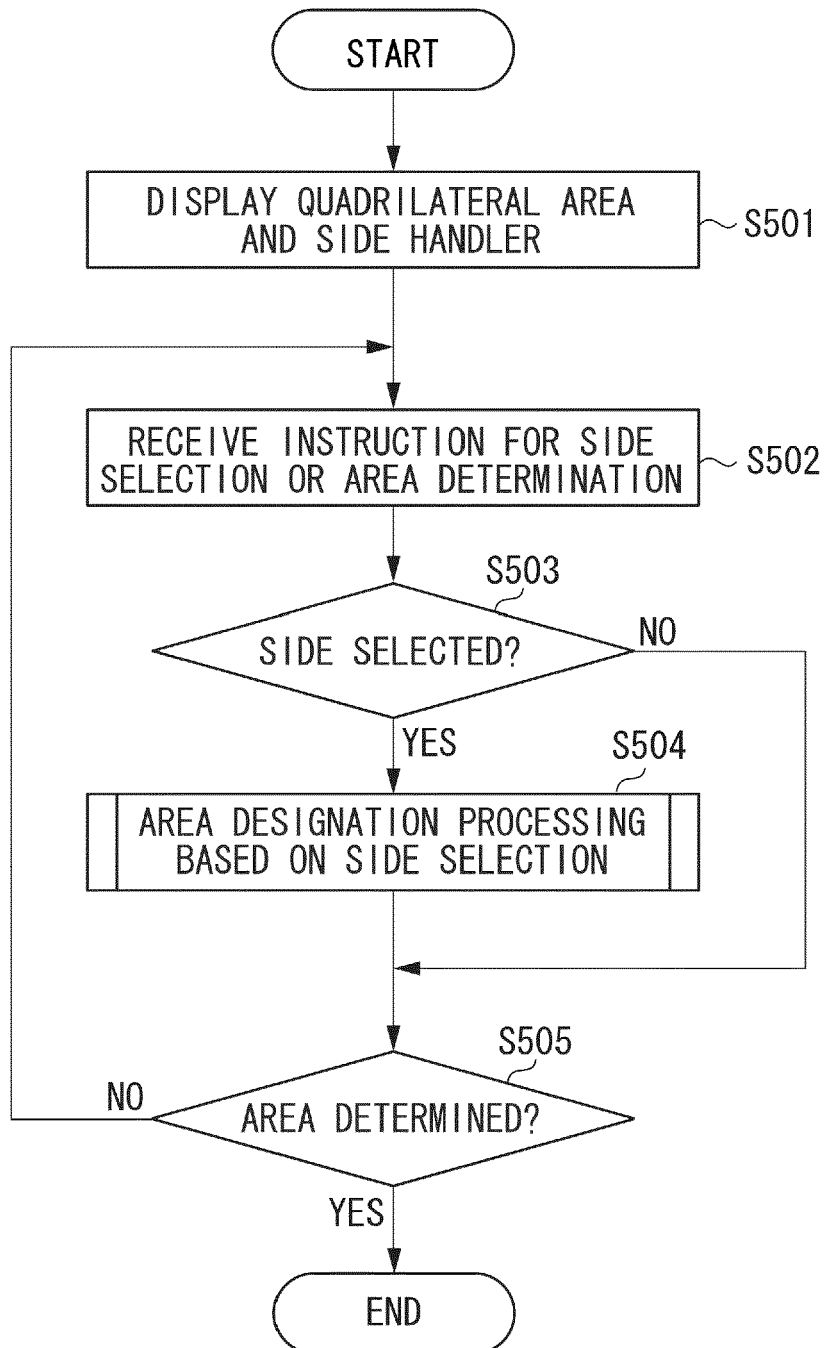 START
DISPLAY QUADRILATERAL AREA
AND SIDE HANDLER
S501
RECEIVE INSTRUCTION FOR SIDE
SELECTION OR AREA DETERMINATION
S502
S503
SIDE SELECTED?
NO
YES
S504
AREA DESIGNATION PROCESSING
BASED ON SIDE SELECTION
S505
NO
AREA DETERMINED?
YES
END